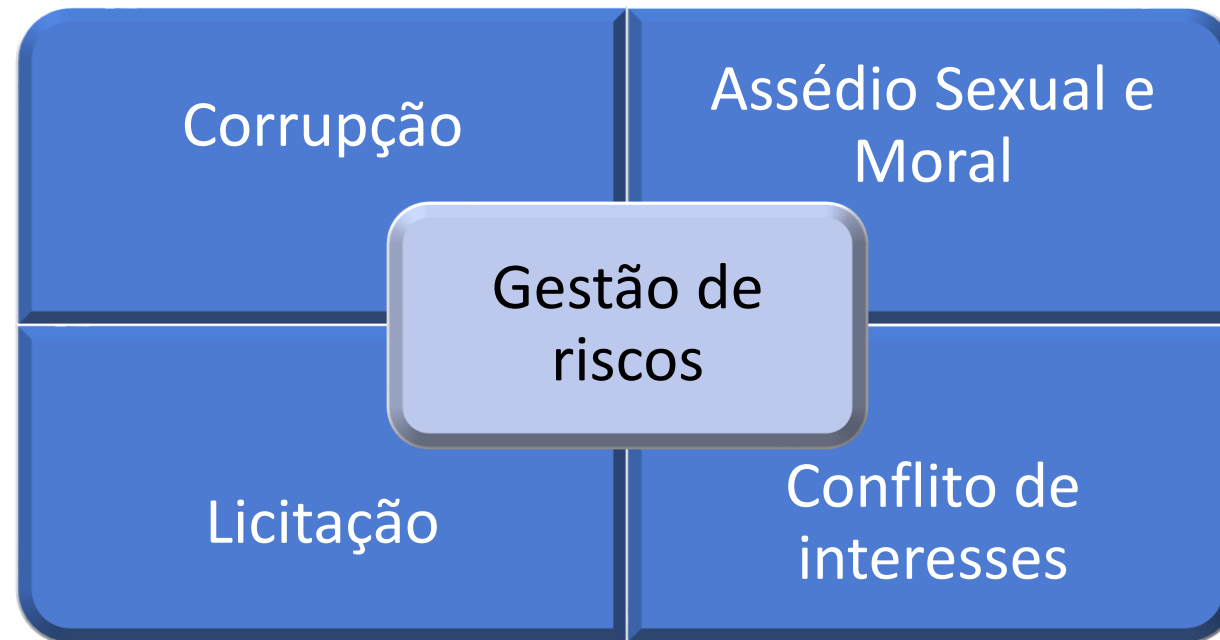 Corrupção
Assédio Sexual e
Moral
Gestão de
riscos
Licitação
Conflito de
interesses